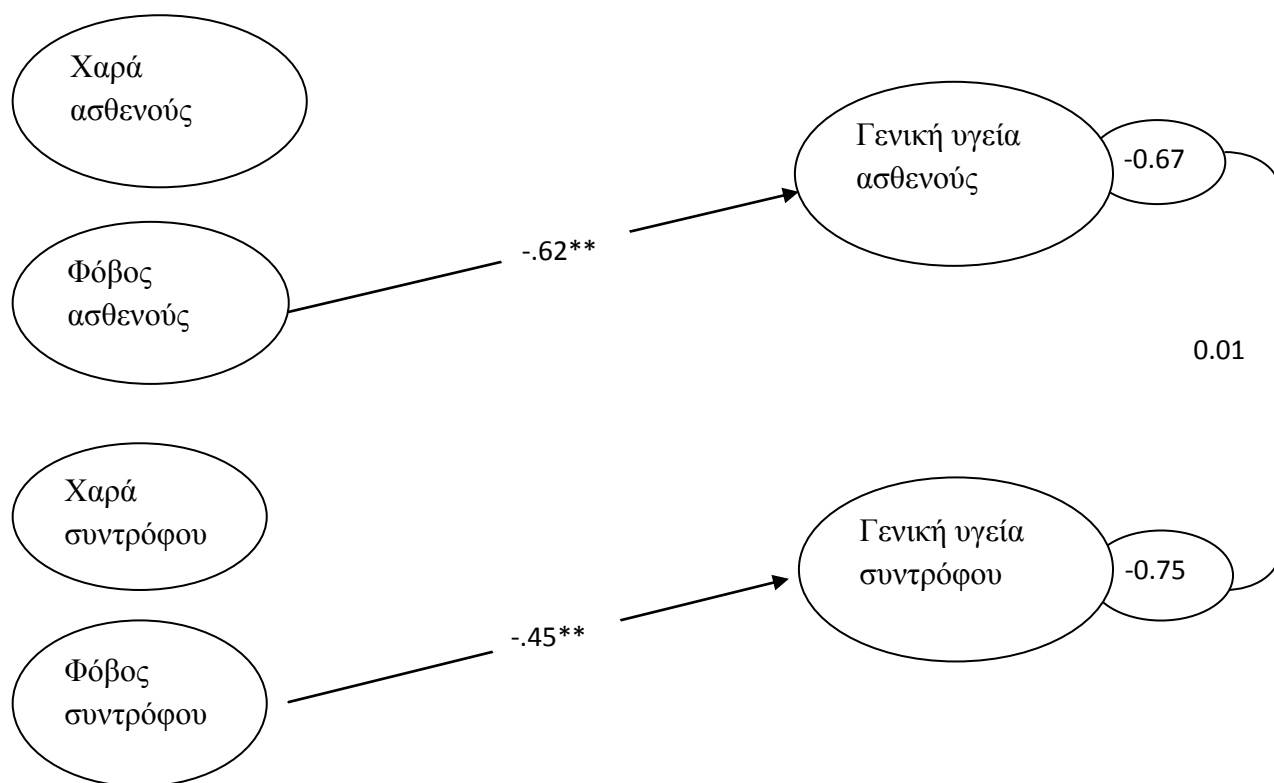 Χαρά
ασθενούς
Γενική υγεία
ασθενούς
-0.67
Φόβος
ασθενούς
-.62**
0.01
Χαρά
συντρόφου
Γενική υγεία
συντρόφου
-0.75
-.45**
Φόβος
συντρόφου